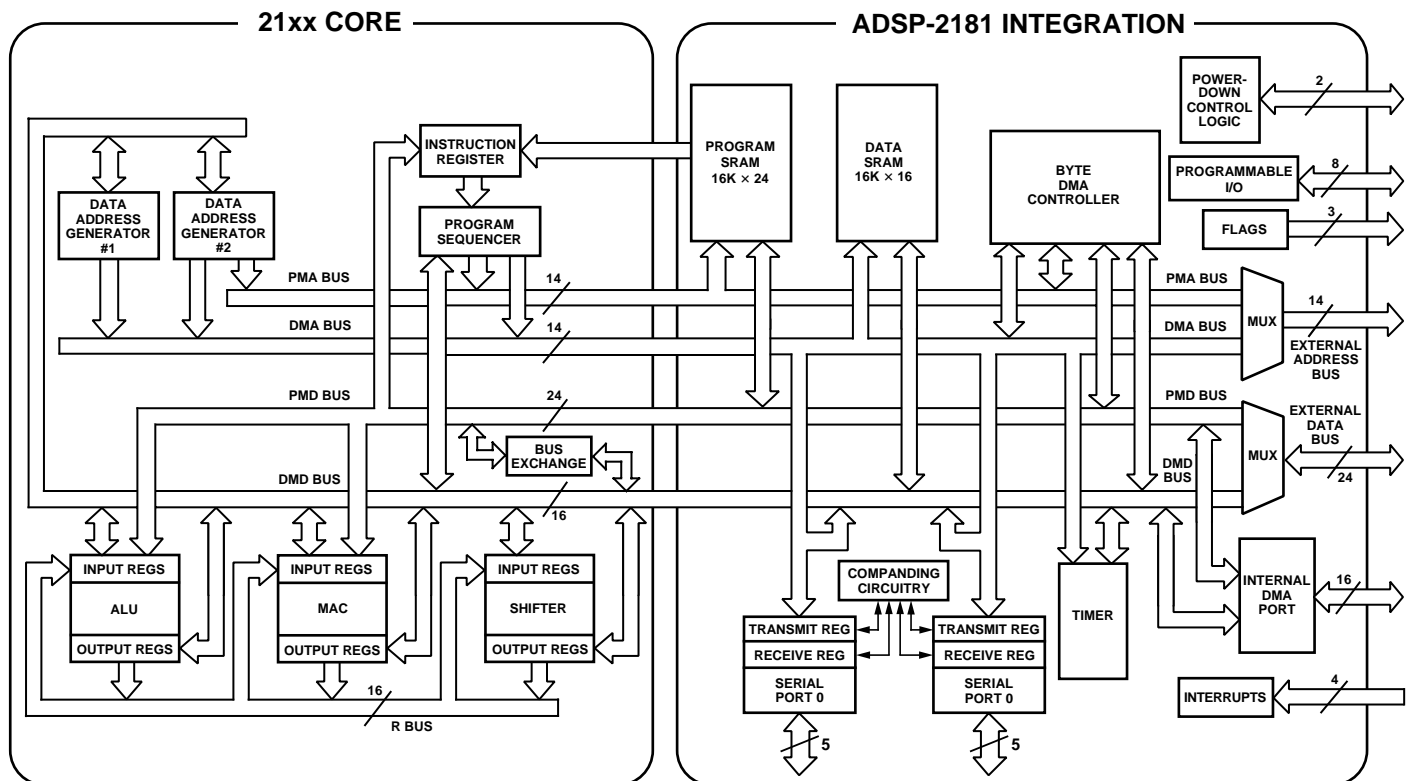 21xx CORE
ADSP-2181 INTEGRATION
POWER-
DOWN
CONTROL
LOGIC
2
INSTRUCTION
REGISTER
PROGRAM
SRAM
16K × 24
DATA
SRAM
16K × 16
BYTE
DMA
CONTROLLER
PROGRAMMABLE
I/O
8
DATA
ADDRESS
GENERATOR
#1
DATA
ADDRESS
GENERATOR
#2
PROGRAM
SEQUENCER
FLAGS
3
PMA BUS
14
PMA BUS
DMA BUS
14
DMA BUS
MUX
14
EXTERNAL
ADDRESS
BUS
PMD BUS
24
PMD BUS
EXTERNAL
DATA
BUS
BUS
EXCHANGE
DMD BUS
16
DMD
BUS
MUX
24
INPUT REGS
ALU
OUTPUT REGS
INPUT REGS
MAC
OUTPUT REGS
INPUT REGS
SHIFTER
OUTPUT REGS
16
R BUS
COMPANDING
CIRCUITRY
TRANSMIT REG
RECEIVE REG
SERIAL
PORT 0
5
TRANSMIT REG
RECEIVE REG
SERIAL
PORT 0
5
TIMER
INTERNAL
DMA
PORT
16
INTERRUPTS
4